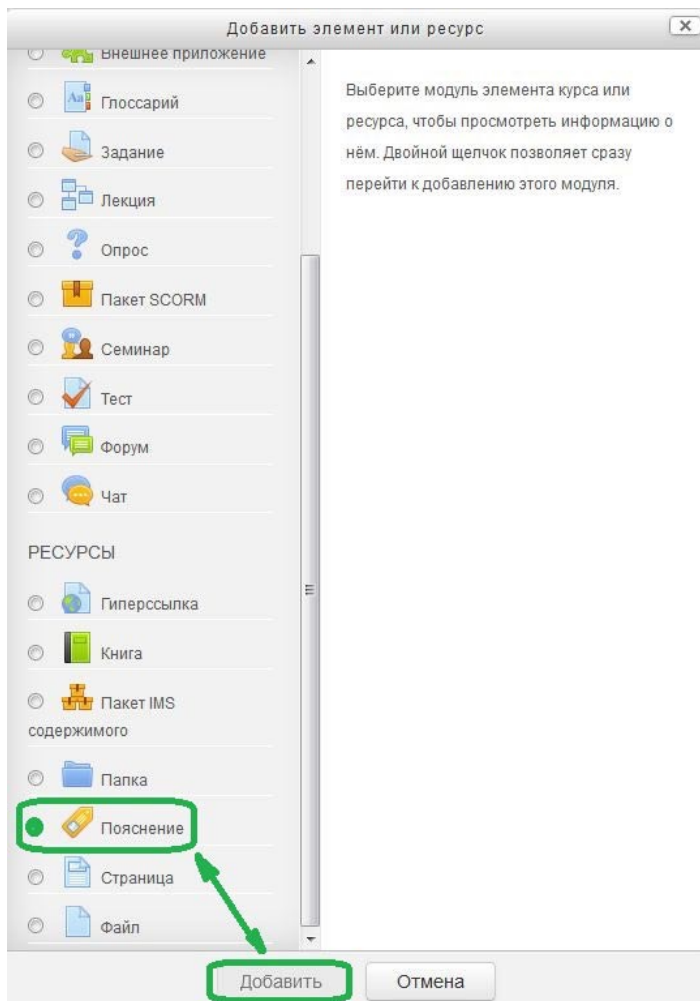 Добавить элемент или ресурс
Внешнее приложение
Глоссарий
Задание
Лекция
Опрос
Пакет SCORM
Семинар
Тест
Форум
Чат
РЕСУРСЫ
Гиперссылка
Книга
Пакет IMS
содержимого
Папка
Пояснение
Страница
Файл
Выберите модуль элемента курса или
ресурса, чтобы просмотреть информацию о
нём. Двойной щелчок позволяет сразу
перейти к добавлению этого модуля.
Добавить
Отмена